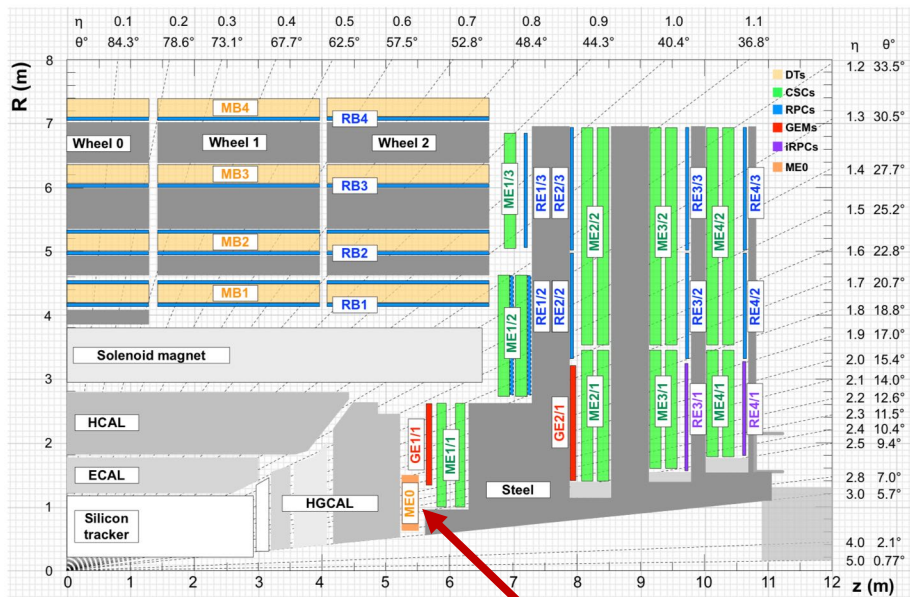 η 0.1 0.2 0.3 0.4 0.5 0.6 0.7 0.8 0.9 1.0 1.1
θ° 84.3° 78.6° 73.1° 67.7° 62.5° 57.5° 52.8° 48.4° 44.3° 40.4° 36.8° η θ°
R (m)
8
7
6
5
4
3
2
1
0
1.2 33.5°
1.3 30.5°
1.4 27.7°
1.5 25.2°
1.6 22.8°
1.7 20.7°
1.8 18.8°
1.9 17.0°
2.0 15.4°
2.1 14.0°
2.2 12.6°
2.3 11.5°
2.4 10.4°
2.5 9.4°
2.8 7.0°
3.0 5.7°
4.0 2.1°
5.0 0.77°
DTs
CSCs
RPCs
GEMs
iRPCs
ME0
MB4
RB4
Wheel 0 Wheel 1 Wheel 2
MB3
RB3
MB2
RB2
MB1
RB1
Solenoid magnet
HCAL
ECAL
Silicon
tracker
HGCAL
Steel
ME0
GE1/1
ME1/1
ME1/2
ME1/3
RE1/3
RE2/3
RE1/2
RE2/2
GE2/1
ME2/2
ME2/1
ME3/2
ME3/1
RE3/3
RE3/2
RE3/1
ME4/2
ME4/1
RE4/3
RE4/2
RE4/1
0 1 2 3 4 5 6 7 8 9 10 11 12
z (m)